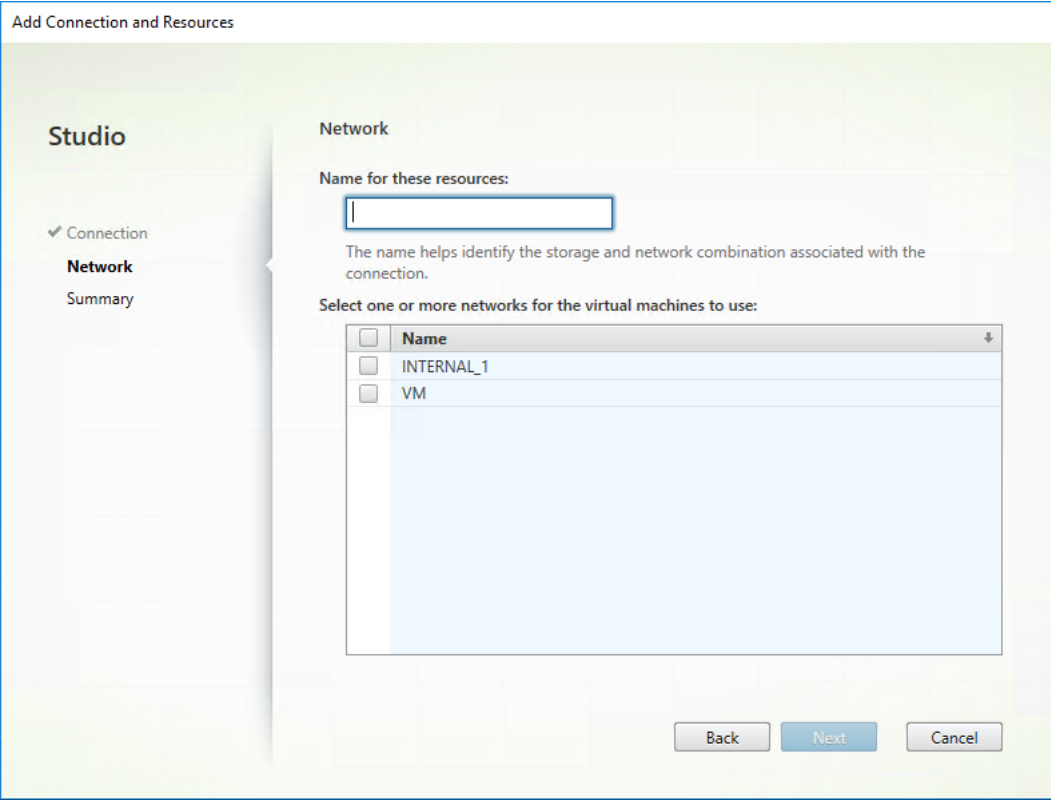 Add Connection and Resources
Studio
Connection
Network
Summary
Network
Name for these resources:
The name helps identify the storage and network combination associated with the
connection.
Select one or more networks for the virtual machines to use:
Name
INTERNAL_1
VM
Back
Next
Cancel